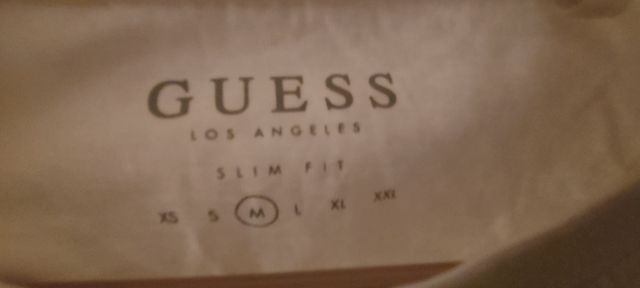 GUESS
LOS ANGELES
SLIM FIT
XS S M L XL XXL